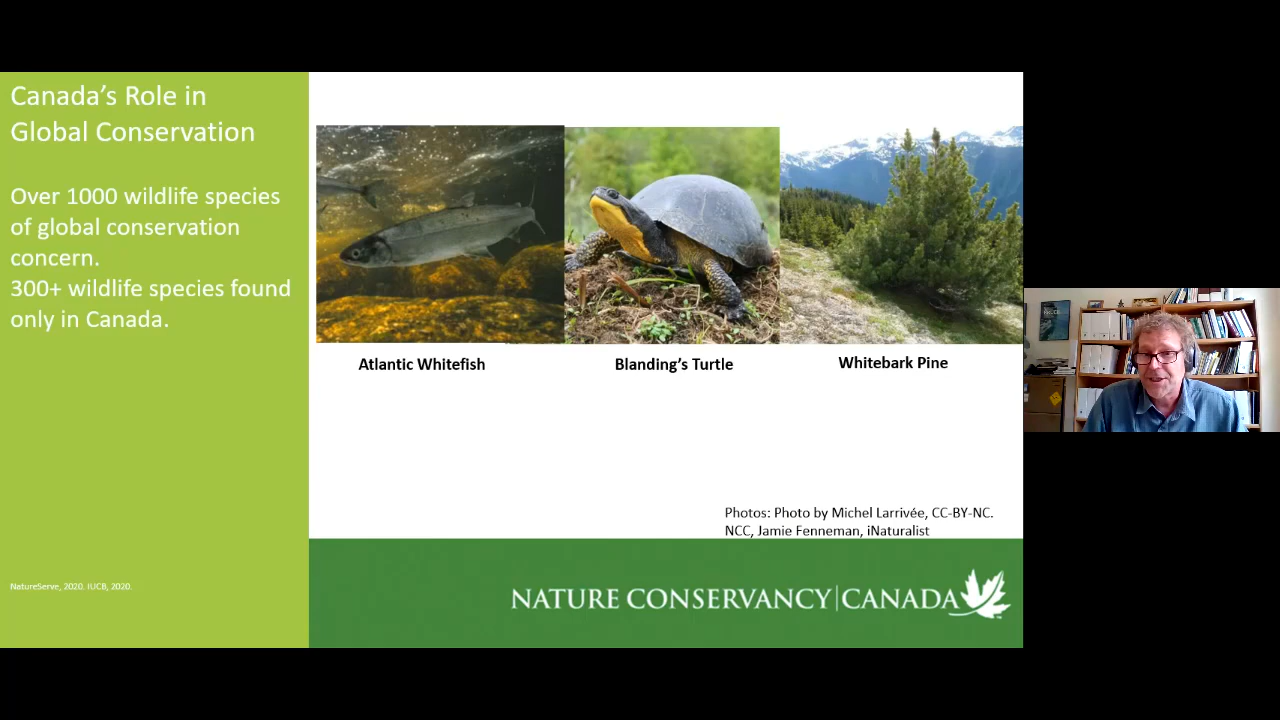 Canada's Role in
Global Conservation
Over 1000 wildlife species
of global conservation
concern.
300+ wildlife species found
only in Canada.
NatureServe, 2020. IUCB, 2020.
Atlantic Whitefish
Blanding's Turtle
Whitebark Pine
Photos: Photo by Michel Larrivée, CC-BY-NC.
NCC, Jamie Fenneman, iNaturalist
NATURE CONSERVANCY|CANADA